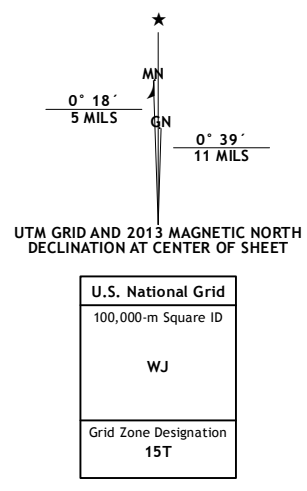 ★
MN
0° 18´
5 MILS
GN
0° 39´
11 MILS
UTM GRID AND 2013 MAGNETIC NORTH
DECLINATION AT CENTER OF SHEET
U.S. National Grid
100,000-m Square ID
WJ
Grid Zone Designation
15T